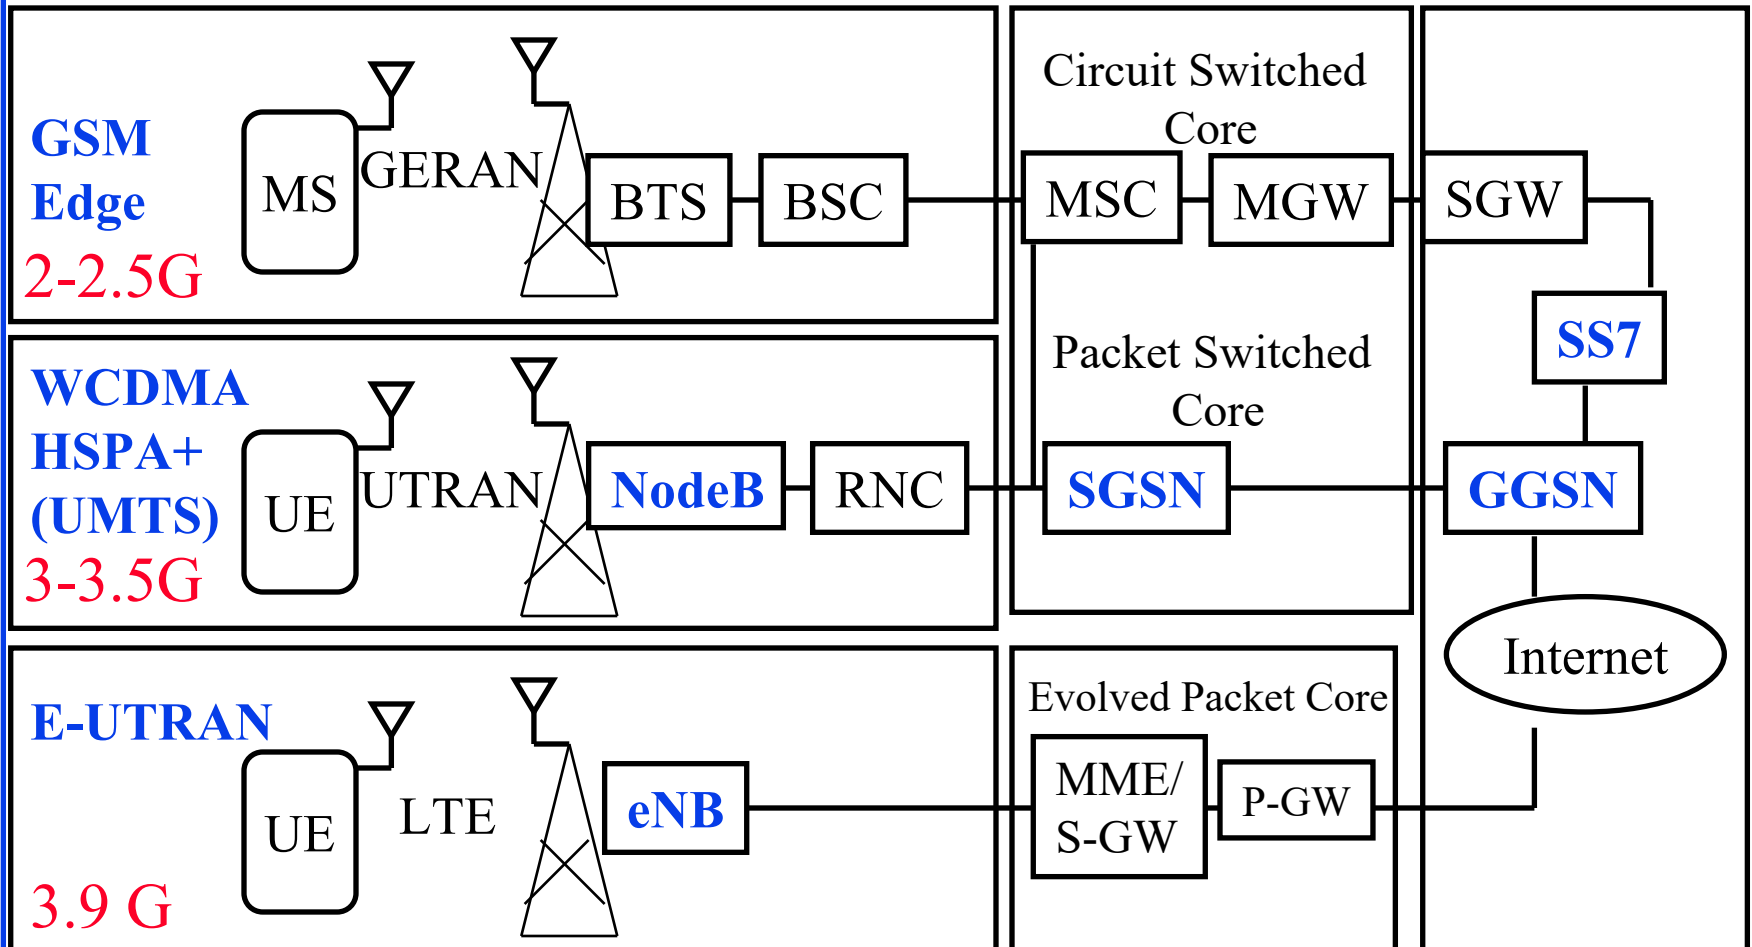 GSM
Edge
2-2.5G
MS
GERAN
BTS
BSC
Circuit Switched
Core
MSC
MGW
SGW
SS7
WCDMA
HSPA+
(UMTS)
3-3.5G
UE
UTRAN
NodeB
RNC
Packet Switched
Core
SGSN
GGSN
Internet
E-UTRAN
3.9 G
UE
LTE
eNB
Evolved Packet Core
MME/
S-GW
P-GW